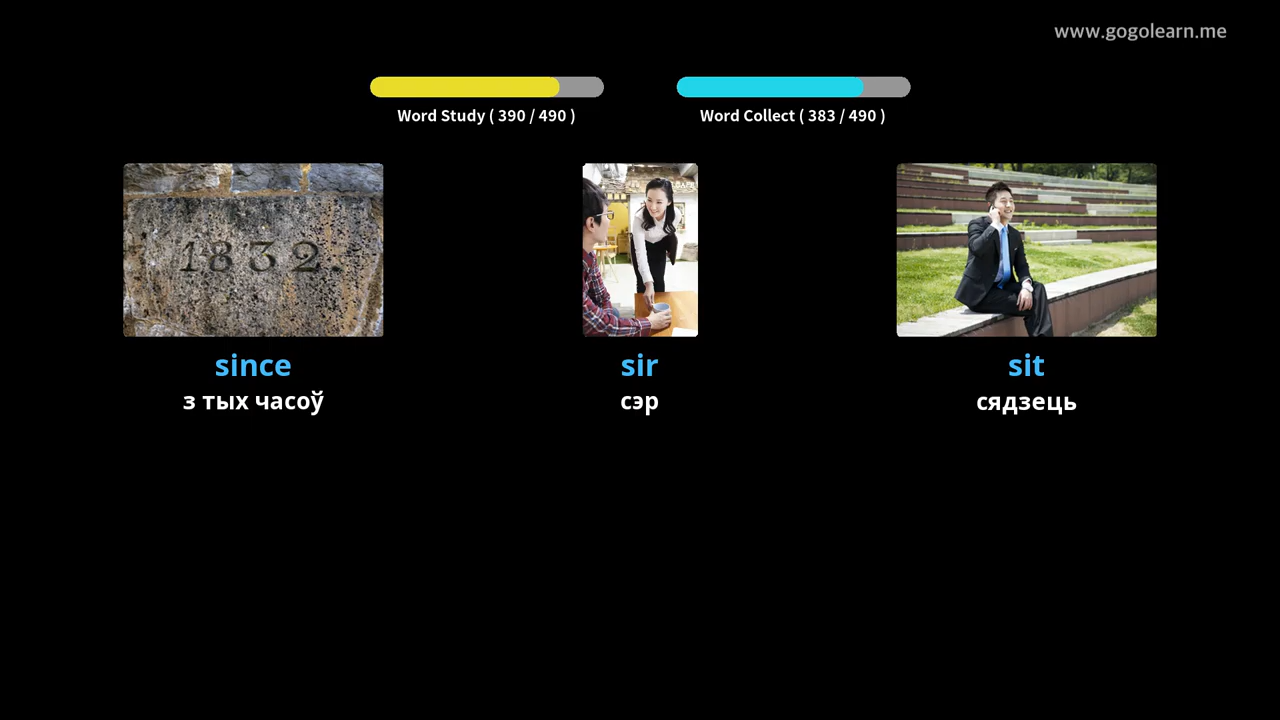 www.gogolearn.me
Word Study ( 390 / 490 )
Word Collect ( 383 / 490 )
1832.
since
sir
sit
з тых часоў
сэр
сядзець